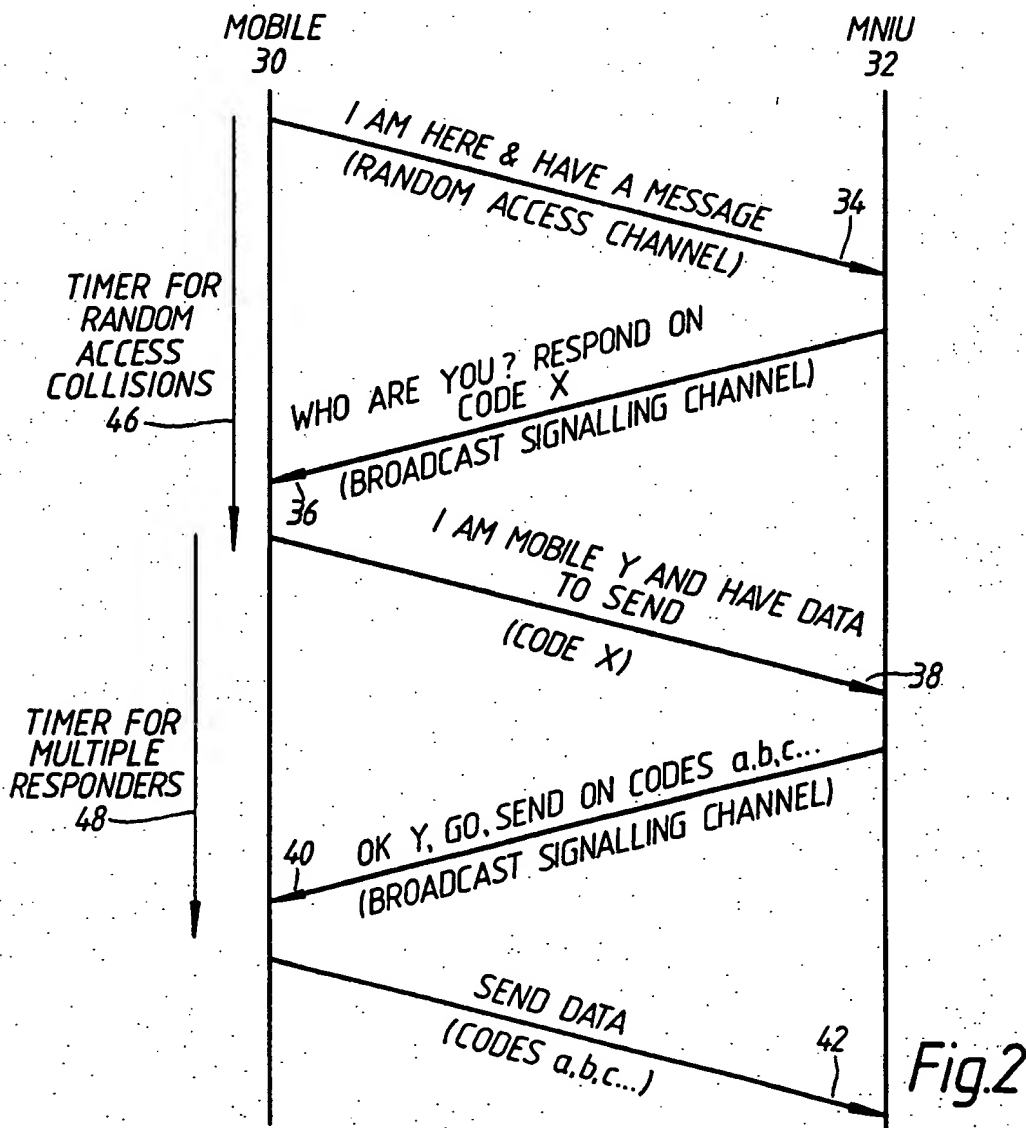 MOBILE
30
MNIU
32
I AM HERE & HAVE A MESSAGE
(RANDOM ACCESS CHANNEL)
34
TIMER FOR
RANDOM
ACCESS
COLLISIONS
46
WHO ARE YOU? RESPOND ON
CODE X
(BROADCAST SIGNALLING CHANNEL)
36
I AM MOBILE Y AND HAVE DATA
TO SEND
(CODE X)
38
TIMER FOR
MULTIPLE
RESPONDERS
48
OK Y, GO, SEND ON CODES a,b,c...
(BROADCAST SIGNALLING CHANNEL)
40
SEND DATA
(CODES a,b,c...)
42
Fig.2